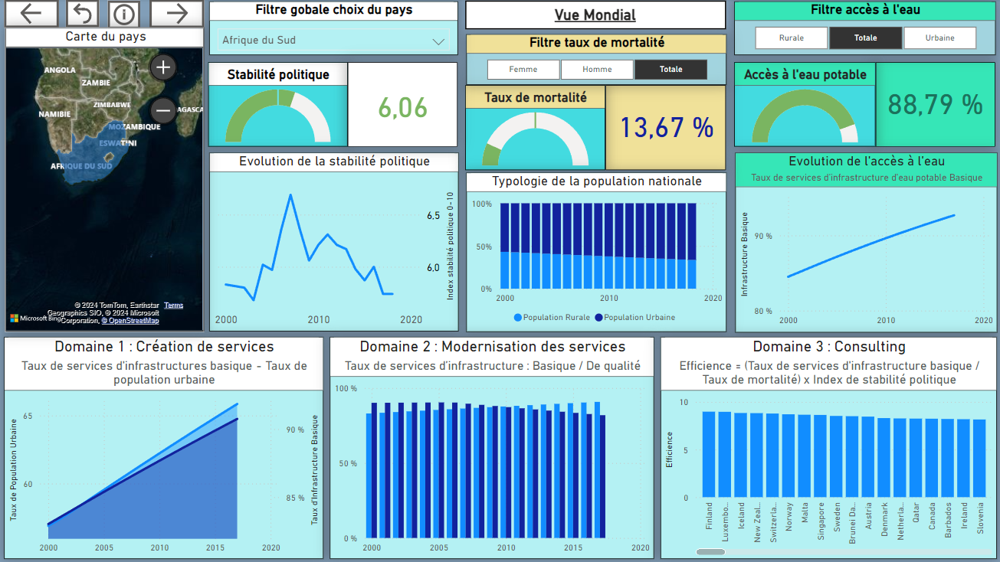 Filtre gobale choix du pays
Vue Mondial
Filtre accès à l'eau
Carte du pays
Afrique du Sud
Filtre taux de mortalité
Rurale
Totale
Urbaine
Femme
Homme
Totale
Stabilité politique
6,06
Taux de mortalité
13,67 %
Accès à l'eau potable
88,79 %
ANGOLA
ZAMBIE
ZIMBABWE
NAMIBIE
MOZAMBIQUE
AGASCA
ESWATINI
AFRIQUE DU SUD
© 2024 TomTom, Earthstar
Terms
Geographics SIO, © 2024 Microsoft
Corporation, © OpenStreetMap
Microsoft Bing
Evolution de la stabilité politique
6,5
6,0
Index stabilité politique 0-10
2000
2010
2020
Typologie de la population nationale
100%
50%
0%
2000
2010
2020
Population Rurale
Population Urbaine
Evolution de l'accès à l'eau
Taux de services d'infrastructure d'eau potable Basique
Infrastructure Basique
90 %
80 %
2000
2010
2020
Domaine 1 : Création de services
Taux de services d'infrastructures basique - Taux de
population urbaine
Taux de Population Urbaine
65
60
90 %
85 %
Taux d'Infrastructure Basique
2000
2005
2010
2015
2020
Domaine 2 : Modernisation des services
Taux de services d'infrastructure : Basique / De qualité
100 %
50 %
0 %
2000
2005
2010
2015
2020
Domaine 3 : Consulting
Efficience = (Taux de services d'infrastructure basique /
Taux de mortalité) x Index de stabilité politique
Efficience
10
5
0
Finland
Luxembo...
Iceland
New Zeal...
Switzerla...
Norway
Malta
Singapore
Sweden
Brunei Da...
Austria
Denmark
Netherla...
Qatar
Canada
Barbados
Ireland
Slovenia